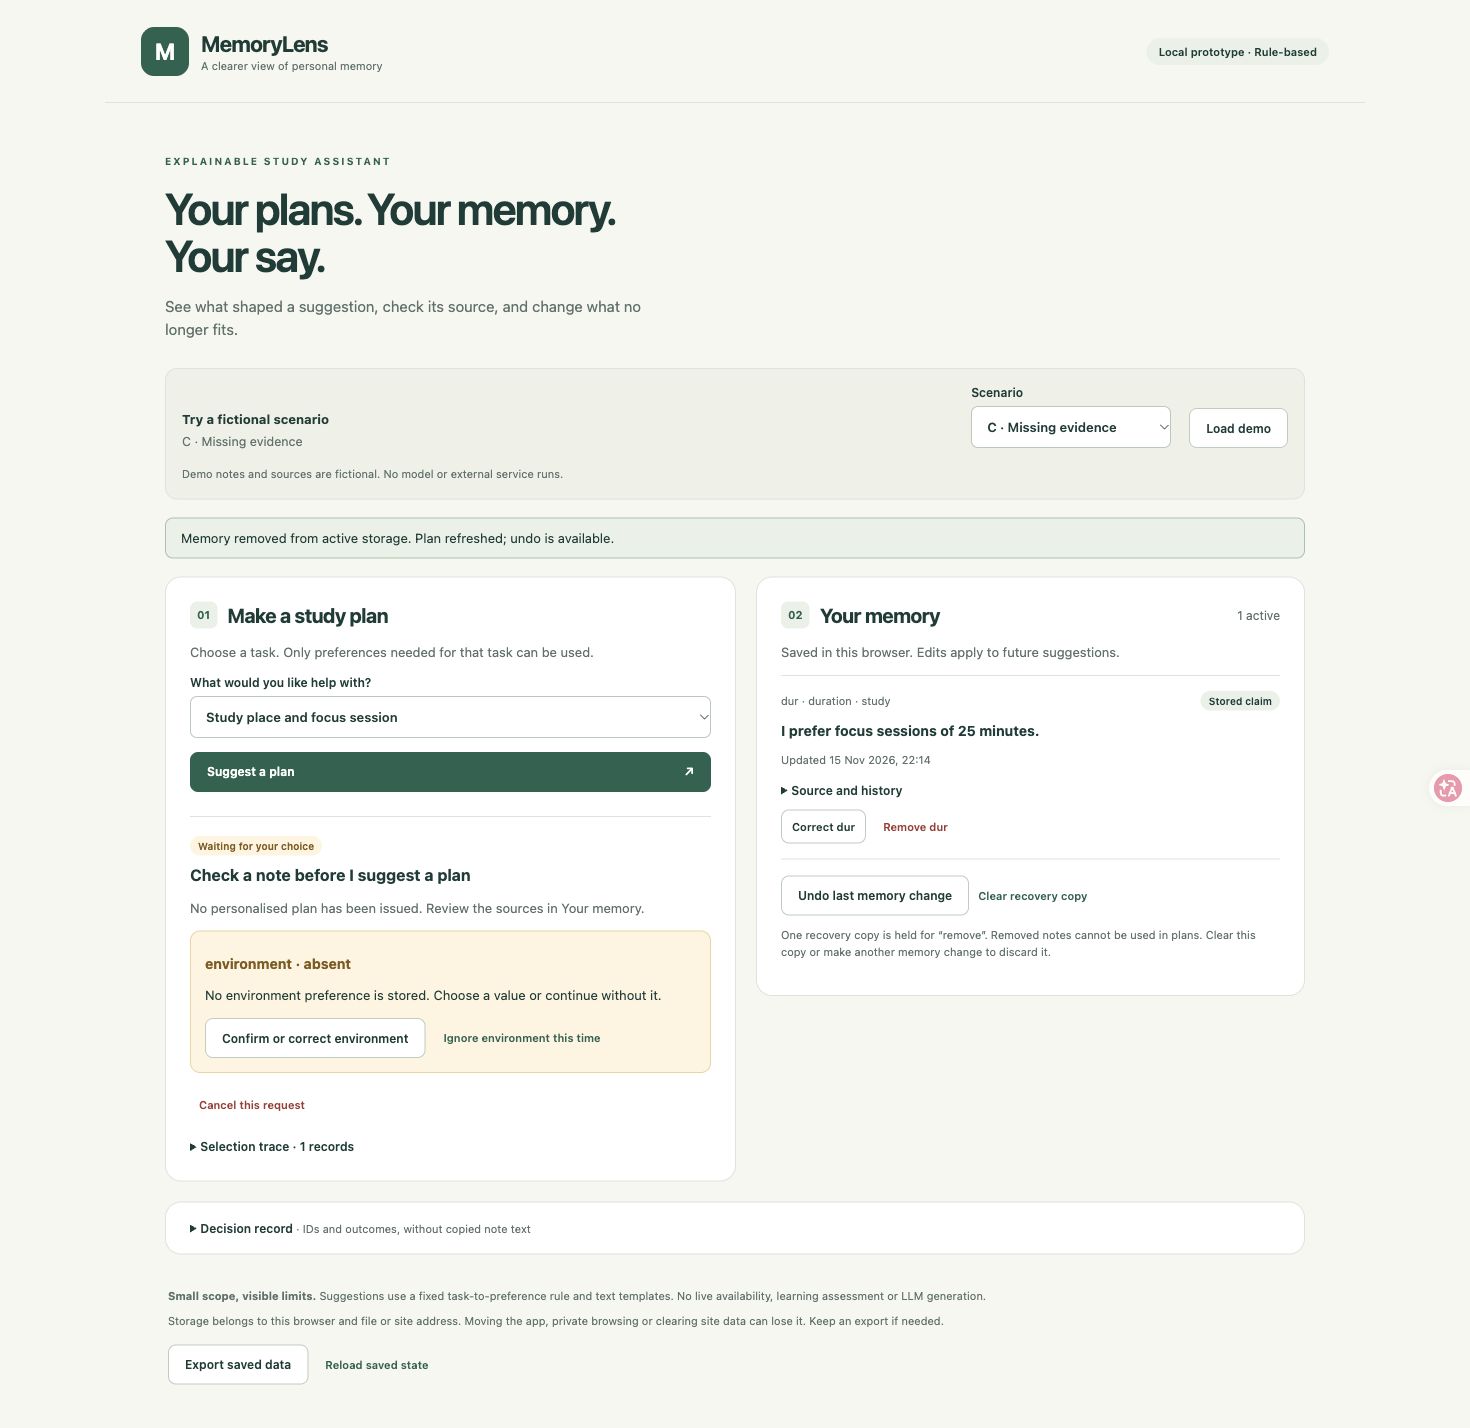 M
MemoryLens
A clearer view of personal memory
Local prototype · Rule-based
EXPLAINABLE STUDY ASSISTANT
Your plans. Your memory.
Your say.
See what shaped a suggestion, check its source, and change what no
longer fits.
Try a fictional scenario
C · Missing evidence
Demo notes and sources are fictional. No model or external service runs.
Scenario
C · Missing evidence
Load demo
Memory removed from active storage. Plan refreshed; undo is available.
01 Make a study plan
Choose a task. Only preferences needed for that task can be used.
What would you like help with?
Study place and focus session
Suggest a plan ↗
Waiting for your choice
Check a note before I suggest a plan
No personalised plan has been issued. Review the sources in Your memory.
environment · absent
No environment preference is stored. Choose a value or continue without it.
Confirm or correct environment
Ignore environment this time
Cancel this request
Selection trace · 1 records
02 Your memory
1 active
Saved in this browser. Edits apply to future suggestions.
dur · duration · study
Stored claim
I prefer focus sessions of 25 minutes.
Updated 15 Nov 2026, 22:14
Source and history
Correct dur
Remove dur
Undo last memory change
Clear recovery copy
One recovery copy is held for “remove”. Removed notes cannot be used in plans. Clear this
copy or make another memory change to discard it.
Decision record · IDs and outcomes, without copied note text
Small scope, visible limits. Suggestions use a fixed task-to-preference rule and text templates. No live availability, learning assessment or LLM generation.
Storage belongs to this browser and file or site address. Moving the app, private browsing or clearing site data can lose it. Keep an export if needed.
Export saved data
Reload saved state